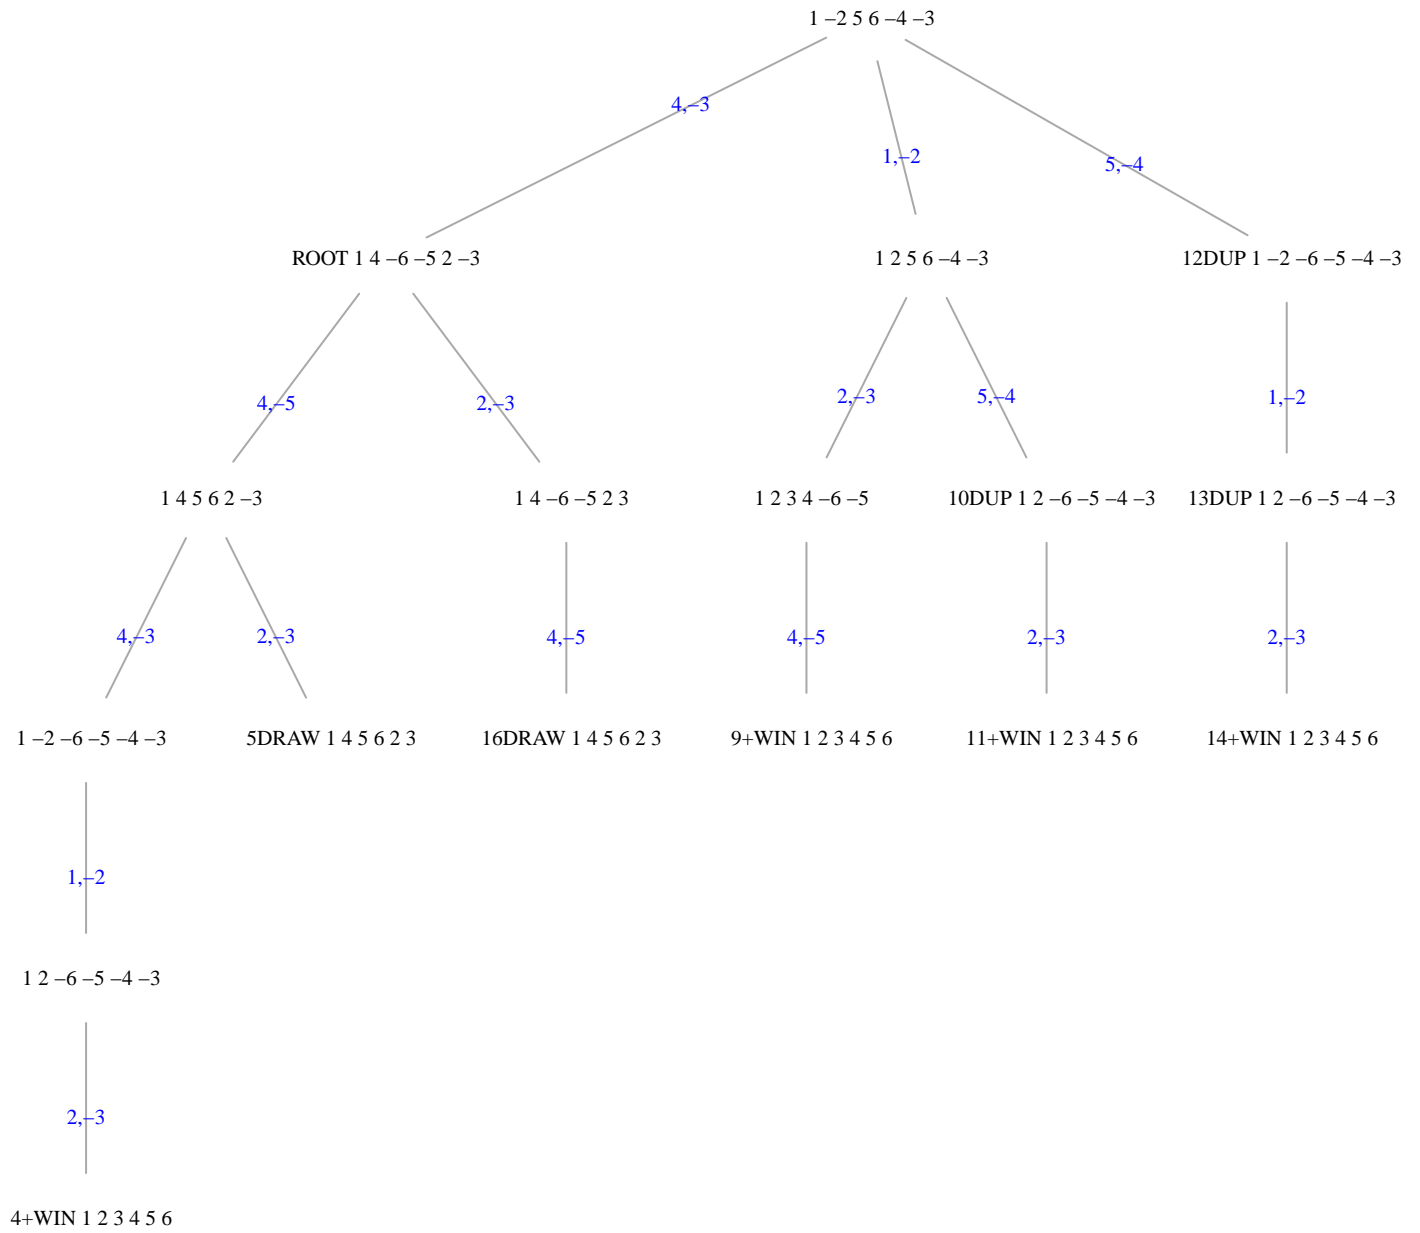 1 –2 5 6 –4 –3
4,–3
1,–2
5,–4
ROOT 1 4 –6 –5 2 –3
1 2 5 6 –4 –3
12DUP 1 –2 –6 –5 –4 –3
4,–5
2,–3
2,–3
5,–4
1,–2
1 4 5 6 2 –3
1 4 –6 –5 2 3
1 2 3 4 –6 –5
10DUP 1 2 –6 –5 –4 –3
13DUP 1 2 –6 –5 –4 –3
4,–3
2,–3
4,–5
4,–5
2,–3
2,–3
1 –2 –6 –5 –4 –3
5DRAW 1 4 5 6 2 3
16DRAW 1 4 5 6 2 3
9+WIN 1 2 3 4 5 6
11+WIN 1 2 3 4 5 6
14+WIN 1 2 3 4 5 6
1,–2
1 2 –6 –5 –4 –3
2,–3
4+WIN 1 2 3 4 5 6